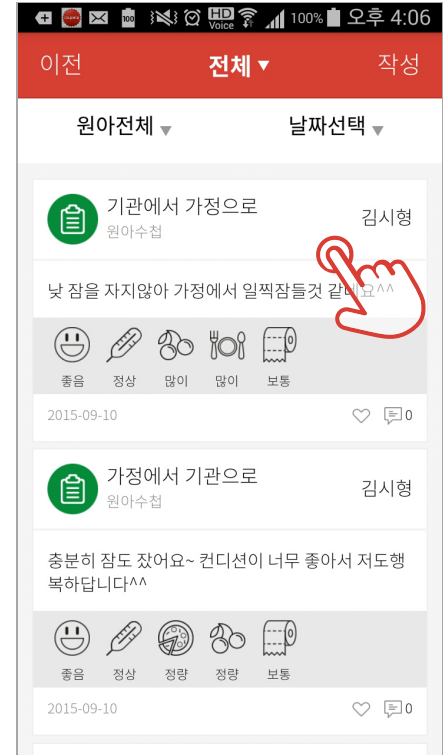 100 HD Voice 100% 오후 4:06
이전 전체 ▼ 작성
원아전체 ▼ 날짜선택 ▼
기관에서 가정으로
원아수첩
김시형
낮 잠을 자지않아 가정에서 일찍잠들것 같네요^^
좋음 정상 많이 많이 보통
2015-09-10 0
가정에서 기관으로
원아수첩
김시형
충분히 잠도 잤어요~ 컨디션이 너무 좋아서 저도행
복하답니다^^
좋음 정상 정량 정량 보통
2015-09-10 0